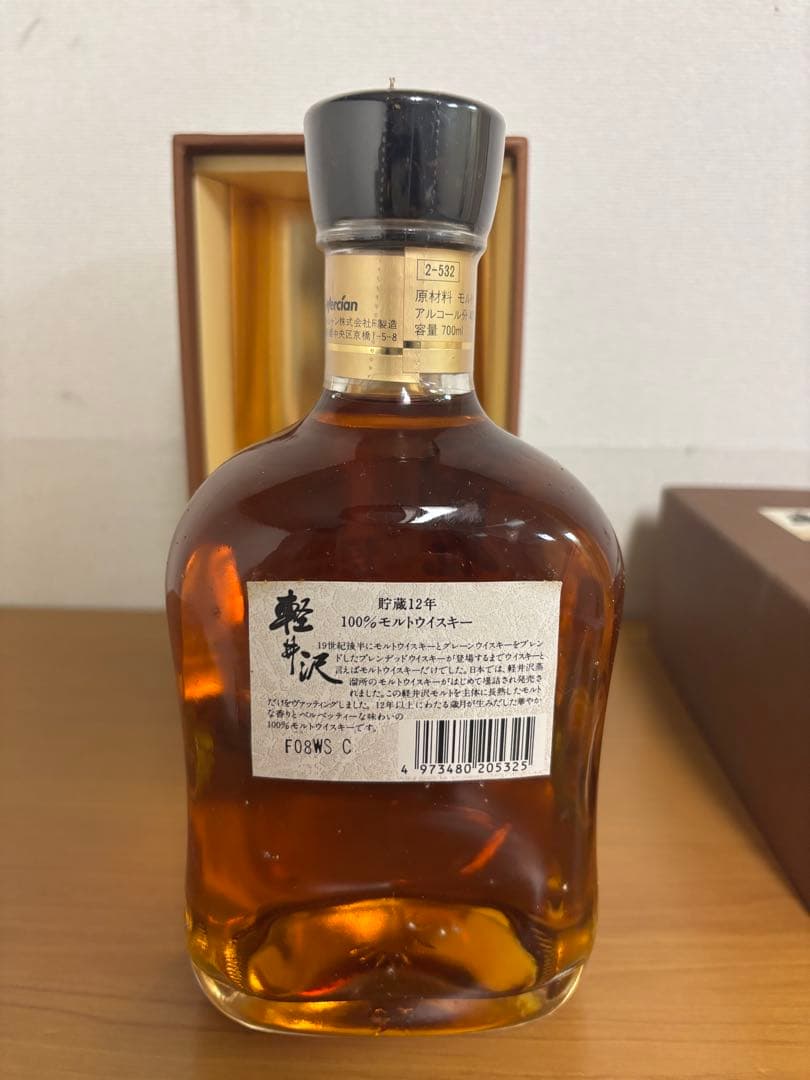 2-532
原材料 モル
アルコール分
容量 700ml
ercian
ャン株式会社 製造
中央区京橋1-5-8
軽井沢
貯蔵12年
100%モルトウイスキー
19世紀後半にモルトウイスキーとグレーンウイスキーをブレン
ドしたブレンデッドウイスキーが登場するまでウイスキーと
言えばモルトウイスキーだけでした。日本では、軽井沢蒸
溜所のモルトウイスキーがはじめて壜詰され発売さ
れました。この軽井沢モルトを主体に長熟したモルト
だけをヴァッティングしました。12年以上にわたる歳月が生みだした華やか
な香りとベルベッティーな味わいの
100%モルトウイスキーです。
F08WS C
4 973480 205325